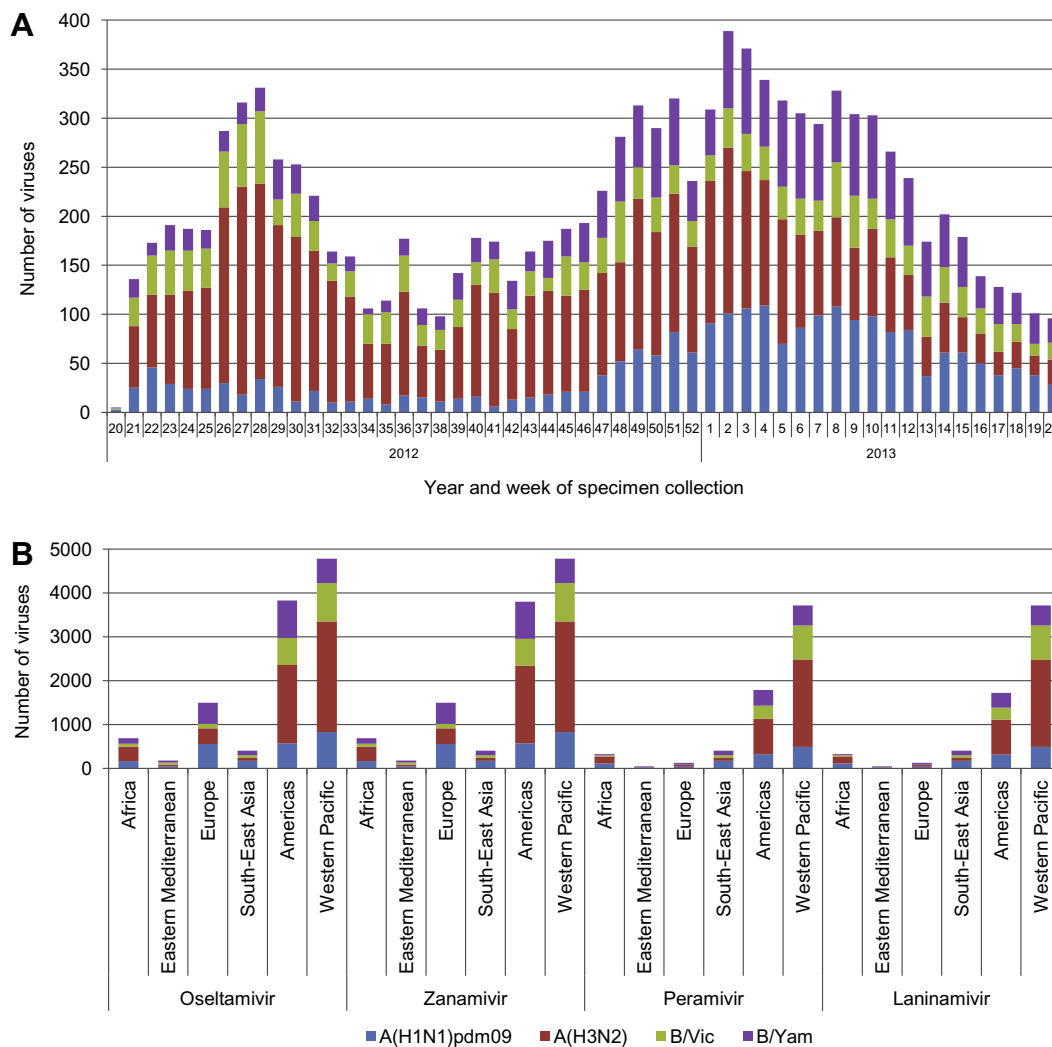 A
Number of viruses
400
350
300
250
200
150
100
50
0
20 21 22 23 24 25 26 27 28 29 30 31 32 33 34 35 36 37 38 39 40 41 42 43 44 45 46 47 48 49 50 51 52 1 2 3 4 5 6 7 8 9 10 11 12 13 14 15 16 17 18 19
2012 2013
Year and week of specimen collection
B
Number of viruses
5000
4000
3000
2000
1000
0
Africa
Eastern Mediterranean
Europe
South-East Asia
Americas
Western Pacific
Africa
Eastern Mediterranean
Europe
South-East Asia
Americas
Western Pacific
Africa
Eastern Mediterranean
Europe
South-East Asia
Americas
Western Pacific
Africa
Eastern Mediterranean
Europe
South-East Asia
Americas
Western Pacific
Oseltamivir Zanamivir Peramivir Laninamivir
A(H1N1)pdm09 A(H3N2) B/Vic B/Yam